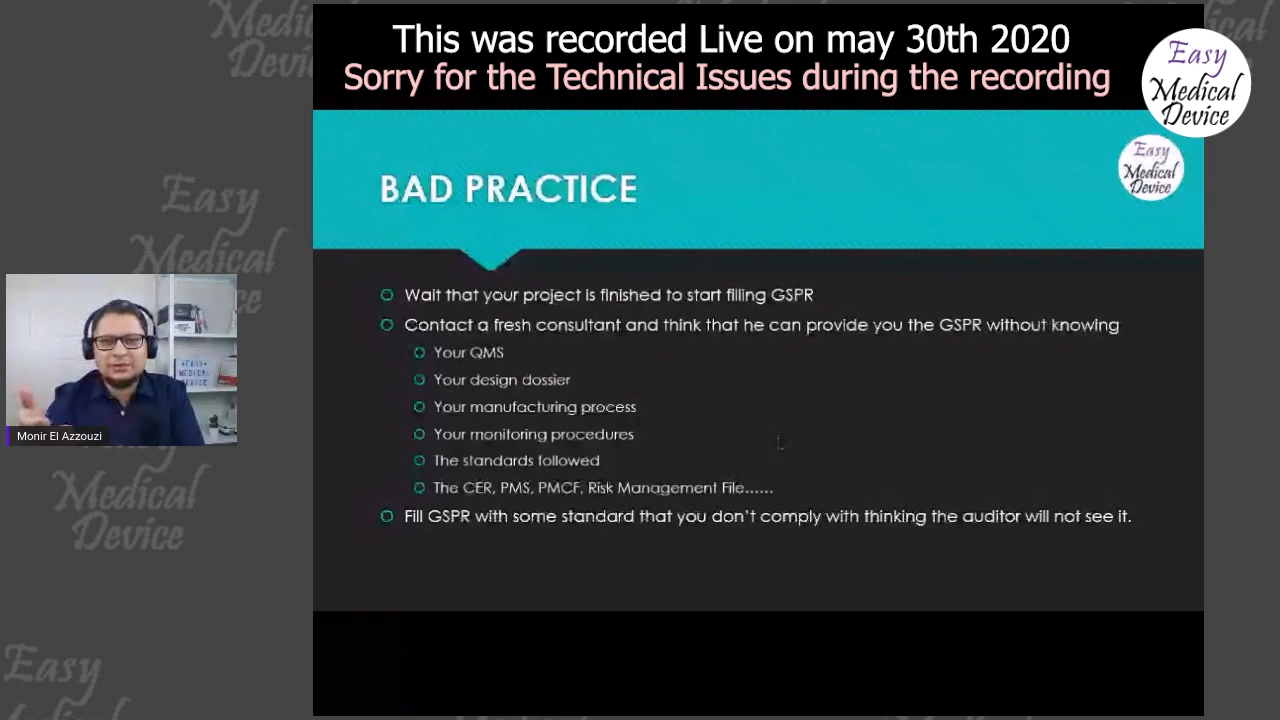 This was recorded Live on may 30th 2020
Sorry for the Technical Issues during the recording
Easy
Medical
Device
Easy
Medical
Device
BAD PRACTICE
Wait that your project is finished to start filling GSPR
Contact a fresh consultant and think that he can provide you the GSPR without knowing
Your QMS
Your design dossier
Your manufacturing process
Your monitoring procedures
The standards followed
The CER, PMS, PMCF, Risk Management File......
Fill GSPR with some standard that you don't comply with thinking the auditor will not see it.
Monir El Azzouzi
Easy
Medical
Medical
Device
Easy